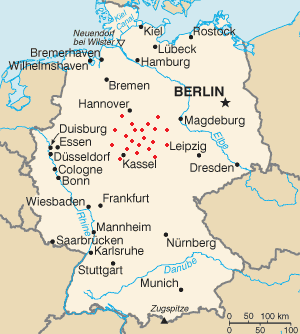 Neuendorf
bei Wilster
Kiel
Canal
Kiel
Rostock
Lübeck
Bremerhaven
Wilhelmshaven
Hamburg
Bremen
BERLIN
Hannover
Magdeburg
Elbe
Duisburg
Essen
Düsseldorf
Cologne
Bonn
Kassel
Leipzig
Dresden
Wiesbaden
Frankfurt
Rhine
Mannheim
Saarbrücken
Karlsruhe
Nürnberg
Stuttgart
Danube
Munich
Zugspitze
0 50 100 km
0 50 100 mi